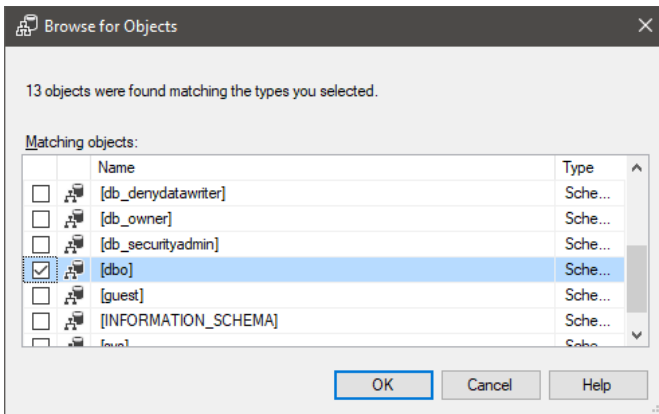 Browse for Objects
13 objects were found matching the types you selected.
Matching objects:
Name Type
[db_denydatawriter] Sche...
[db_owner] Sche...
[db_securityadmin] Sche...
[dbo] Sche...
[guest] Sche...
[INFORMATION_SCHEMA] Sche...
OK Cancel Help